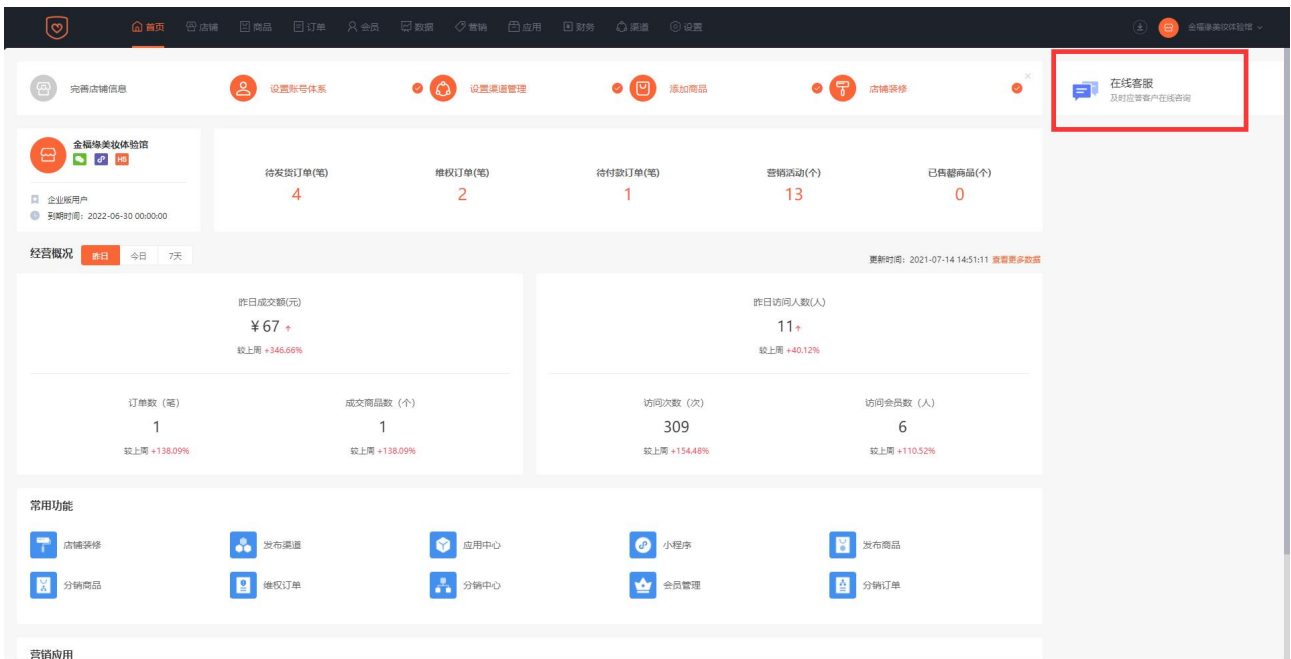 首页 店铺 商品 订单 会员 数据 营销 应用 财务 渠道 设置 金福缘美妆体验馆
完善店铺信息 设置账号体系 设置渠道管理 添加商品 店铺装修
在线客服
及时应答客户在线咨询
金福缘美妆体验馆
H5
企业版用户
到期时间：2022-06-30 00:00:00
待发货订单(笔) 维权订单(笔) 待付款订单(笔) 营销活动(个) 已售罄商品(个)
4 2 1 13 0
经营概况 昨日 今日 7天
更新时间：2021-07-14 14:51:11 查看更多数据
昨日成交额(元) 昨日访问人数(人)
¥67 ↑ 11↑
较上周 +346.66% 较上周 +40.12%
订单数（笔） 成交商品数（个） 访问次数（次） 访问会员数（人）
1 1 309 6
较上周 +138.09% 较上周 +138.09% 较上周 +154.48% 较上周 +110.52%
常用功能
店铺装修 发布渠道 应用中心 小程序 发布商品
分销商品 维权订单 分销中心 会员管理 分销订单
营销应用